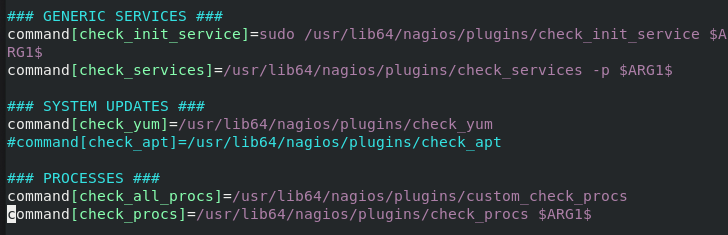 ### GENERIC SERVICES ###
command[check_init_service]=sudo /usr/lib64/nagios/plugins/check_init_service $A
RG1$
command[check_services]=/usr/lib64/nagios/plugins/check_services -p $ARG1$
### SYSTEM UPDATES ###
command[check_yum]=/usr/lib64/nagios/plugins/check_yum
#command[check_apt]=/usr/lib64/nagios/plugins/check_apt
### PROCESSES ###
command[check_all_procs]=/usr/lib64/nagios/plugins/custom_check_procs
command[check_procs]=/usr/lib64/nagios/plugins/check_procs $ARG1$